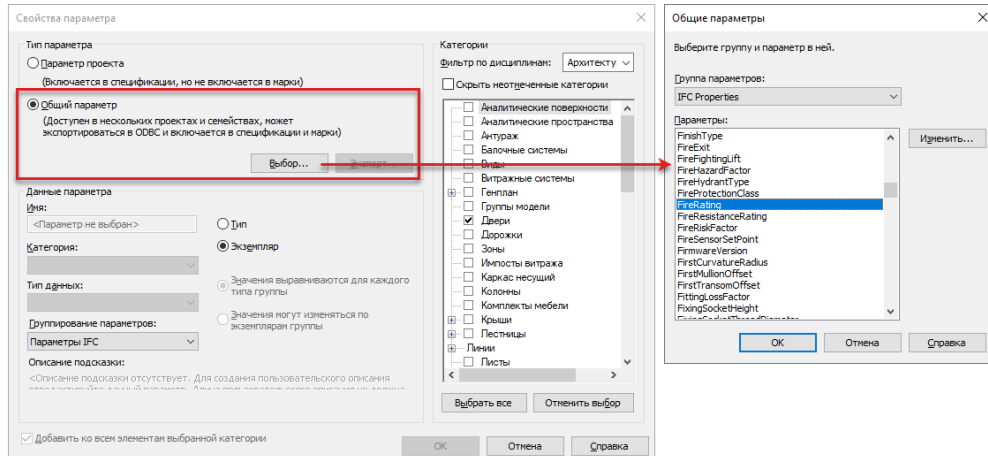 Свойства параметра
Тип параметра
Параметр проекта
(Включается в спецификации, но не включается в марки)
Общий параметр
(Доступен в нескольких проектах и семействах, может
экспортироваться в ODBC и включается в спецификации и марки)
Выбор...
Экспорт...
Данные параметра
Имя:
<Параметр не выбран>
Категория:
Тип данных:
Группирование параметров:
Параметры IFC
Описание подсказки:
<Описание подсказки отсутствует. Для создания пользовательского описания
Тип
Экземпляр
Значения выравниваются для каждого
типа группы
Значения могут изменяться по
экземплярам группы
Добавить ко всем элементам выбранной категории
Категории
Фильтр по дисциплинам:
Архитекту
Скрыть неотмеченные категории
Аналитические поверхности
Аналитические пространства
Антураж
Балочные системы
Виды
Витражные системы
Генплан
Группы модели
Двери
Дорожки
Зоны
Импосты витража
Каркас несущий
Колонны
Комплекты мебели
Крыши
Лестницы
Линии
Листы
Выбрать все
Отменить выбор
ОК
Отмена
Справка
Общие параметры
Выберите группу и параметр в ней.
Группа параметров:
IFC Properties
Параметры:
FinishType
FireExit
FireFightingLift
FireHazardFactor
FireHydrantType
FireProtectionClass
FireRating
FireResistanceRating
FireRiskFactor
FireSensorSetPoint
FirmwareVersion
FirstCurvatureRadius
FirstMullionOffset
FirstTransomOffset
FittingLossFactor
FixingSocketHeight
Изменить...
ОК
Отмена
Справка